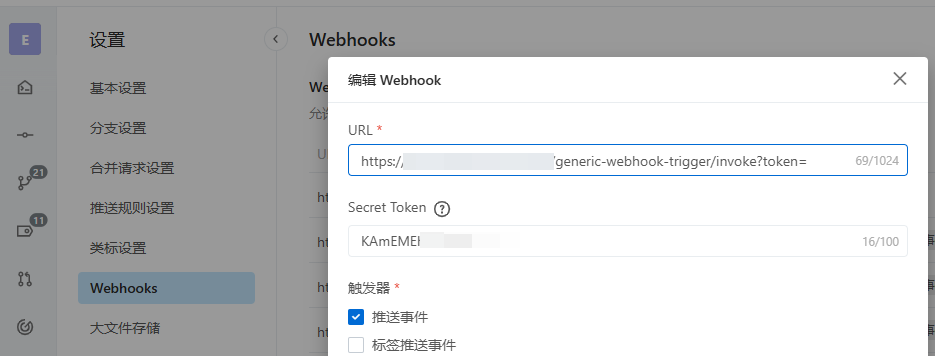 E
设置
基本设置
分支设置
合并请求设置
推送规则设置
类标设置
Webhooks
大文件存储
21
11
Webhooks
We
允许
U
ht
ht
ht
ht
编辑 Webhook
URL *
https:// /generic-webhook-trigger/invoke?token=
69/1024
Secret Token ?
KAmEME
16/100
触发器 *
推送事件
标签推送事件